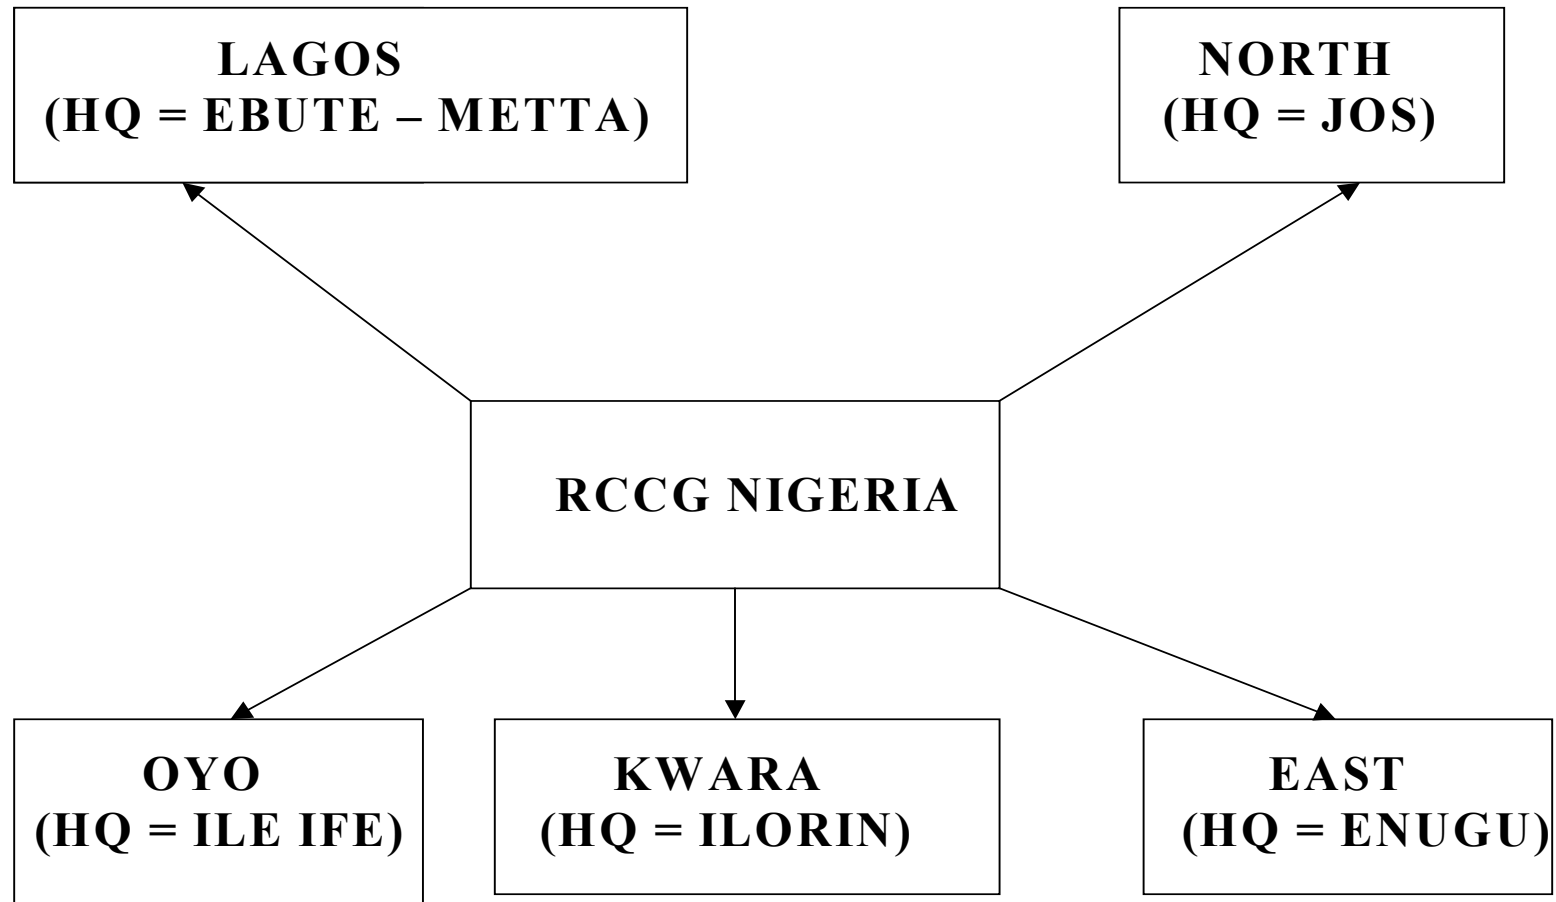 LAGOS
(HQ = EBUTE – METTA)
NORTH
(HQ = JOS)
RCCG NIGERIA
OYO
(HQ = ILE IFE)
KWARA
(HQ = ILORIN)
EAST
(HQ = ENUGU)